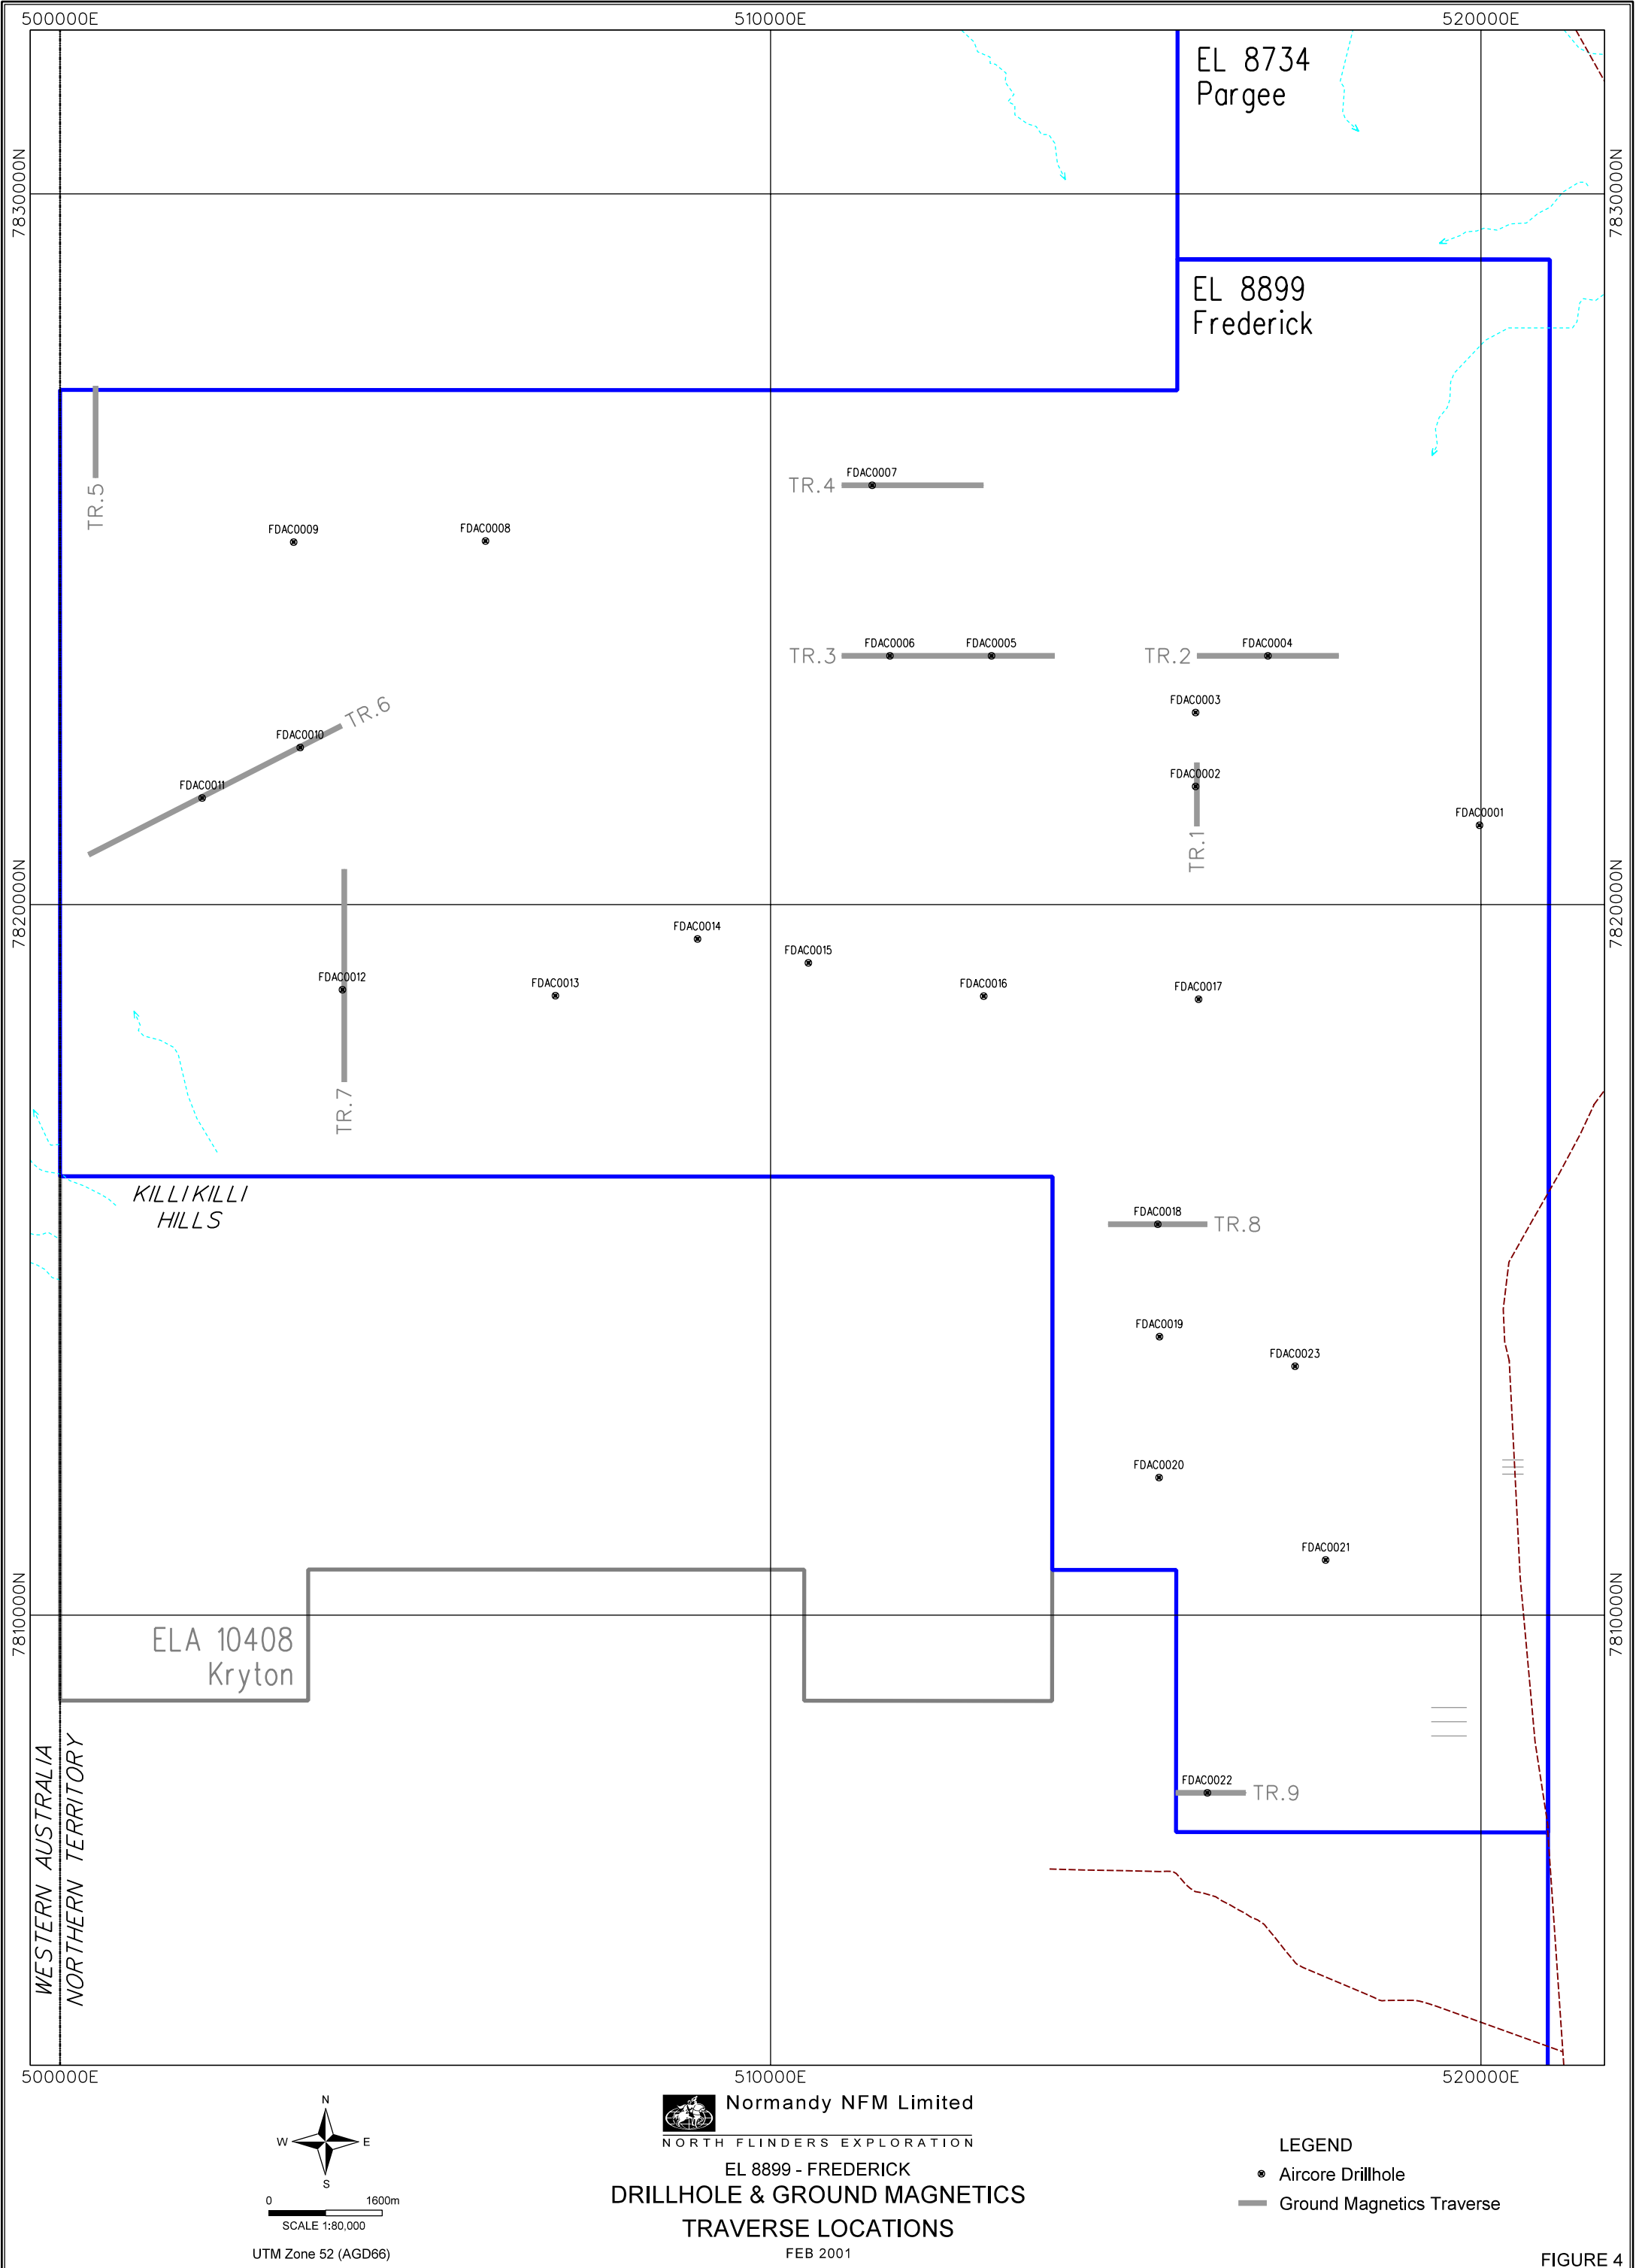 500000E
510000E
520000E
EL 8734
Pargee
7830000N
7830000N
EL 8899
Frederick
TR.5
TR.4
FDAC0007
FDAC0009
FDAC0008
TR.3
FDAC0006
FDAC0005
TR.2
FDAC0004
TR.6
FDAC0003
FDAC0010
FDAC0011
FDAC0002
FDAC0001
TR.1
7820000N
7820000N
FDAC0014
FDAC0015
FDAC0012
FDAC0013
FDAC0016
FDAC0017
TR.7
KILLI KILLI
HILLS
FDAC0018
TR.8
FDAC0019
FDAC0023
FDAC0020
FDAC0021
7810000N
7810000N
ELA 10408
Kryton
WESTERN AUSTRALIA
NORTHERN TERRITORY
FDAC0022
TR.9
500000E
510000E
520000E
N
W
E
S
0
1600m
SCALE 1:80,000
UTM Zone 52 (AGD66)
Normandy NFM Limited
NORTH FLINDERS EXPLORATION
EL 8899 - FREDERICK
DRILLHOLE & GROUND MAGNETICS
TRAVERSE LOCATIONS
FEB 2001
LEGEND
Aircore Drillhole
Ground Magnetics Traverse
FIGURE 4